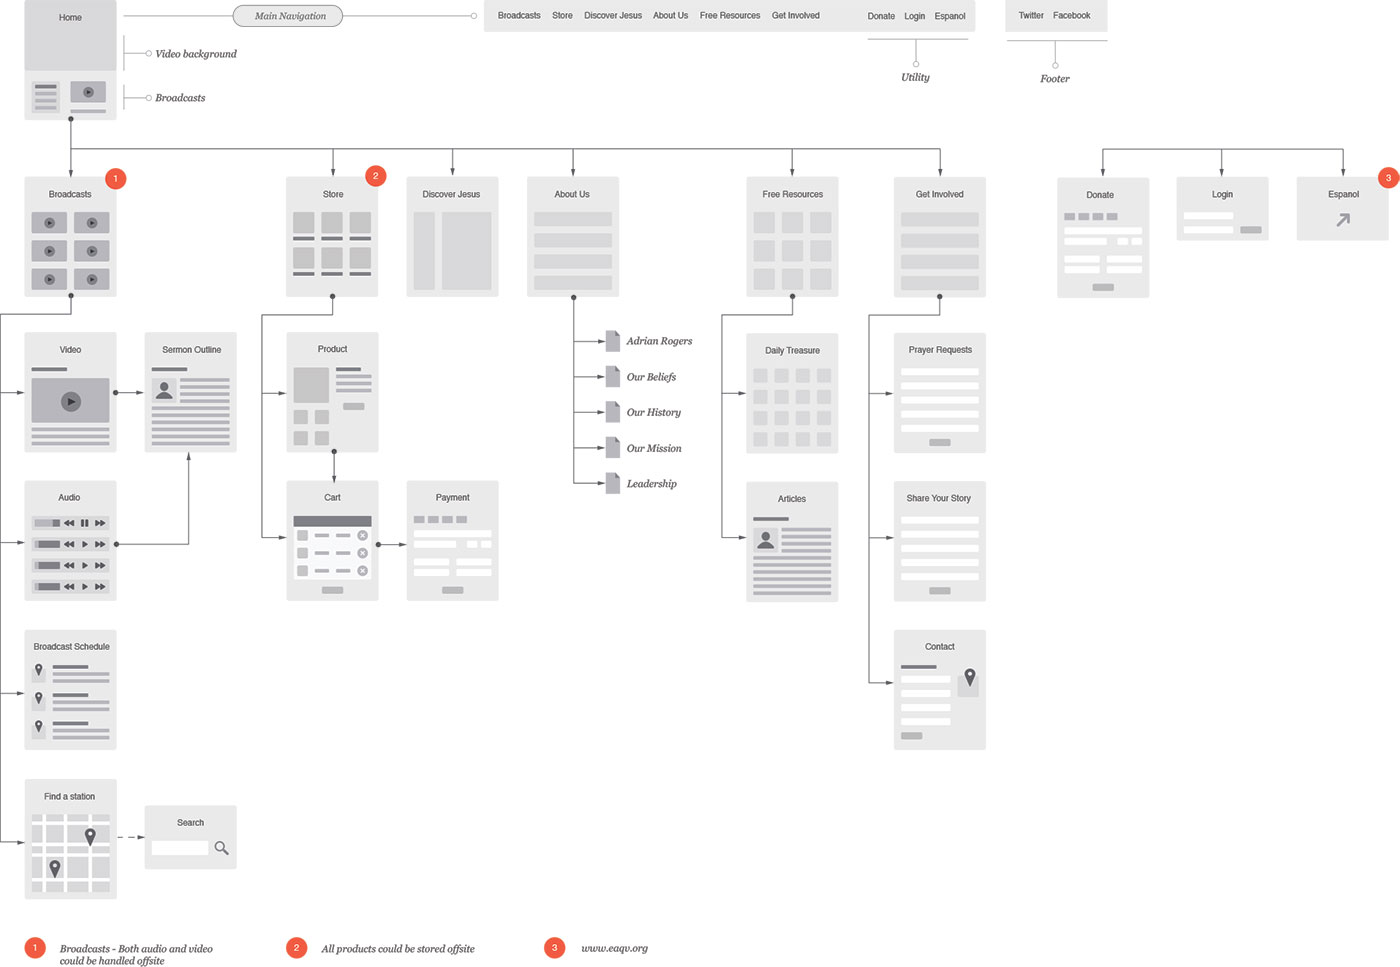 Home
Main Navigation
Broadcasts Store Discover Jesus About Us Free Resources Get Involved Donate Login Espanol
Twitter Facebook
Video background
Utility
Footer
Broadcasts
1
2
3
Broadcasts
Store
Discover Jesus
About Us
Free Resources
Get Involved
Donate
Login
Espanol
Video
Sermon Outline
Product
Adrian Rogers
Our Beliefs
Our History
Our Mission
Leadership
Daily Treasure
Prayer Requests
Audio
Cart
Payment
Articles
Share Your Story
Broadcast Schedule
Contact
Find a station
Search
1 Broadcasts - Both audio and video
could be handled offsite
2 All products could be stored offsite
3 www.eaqv.org